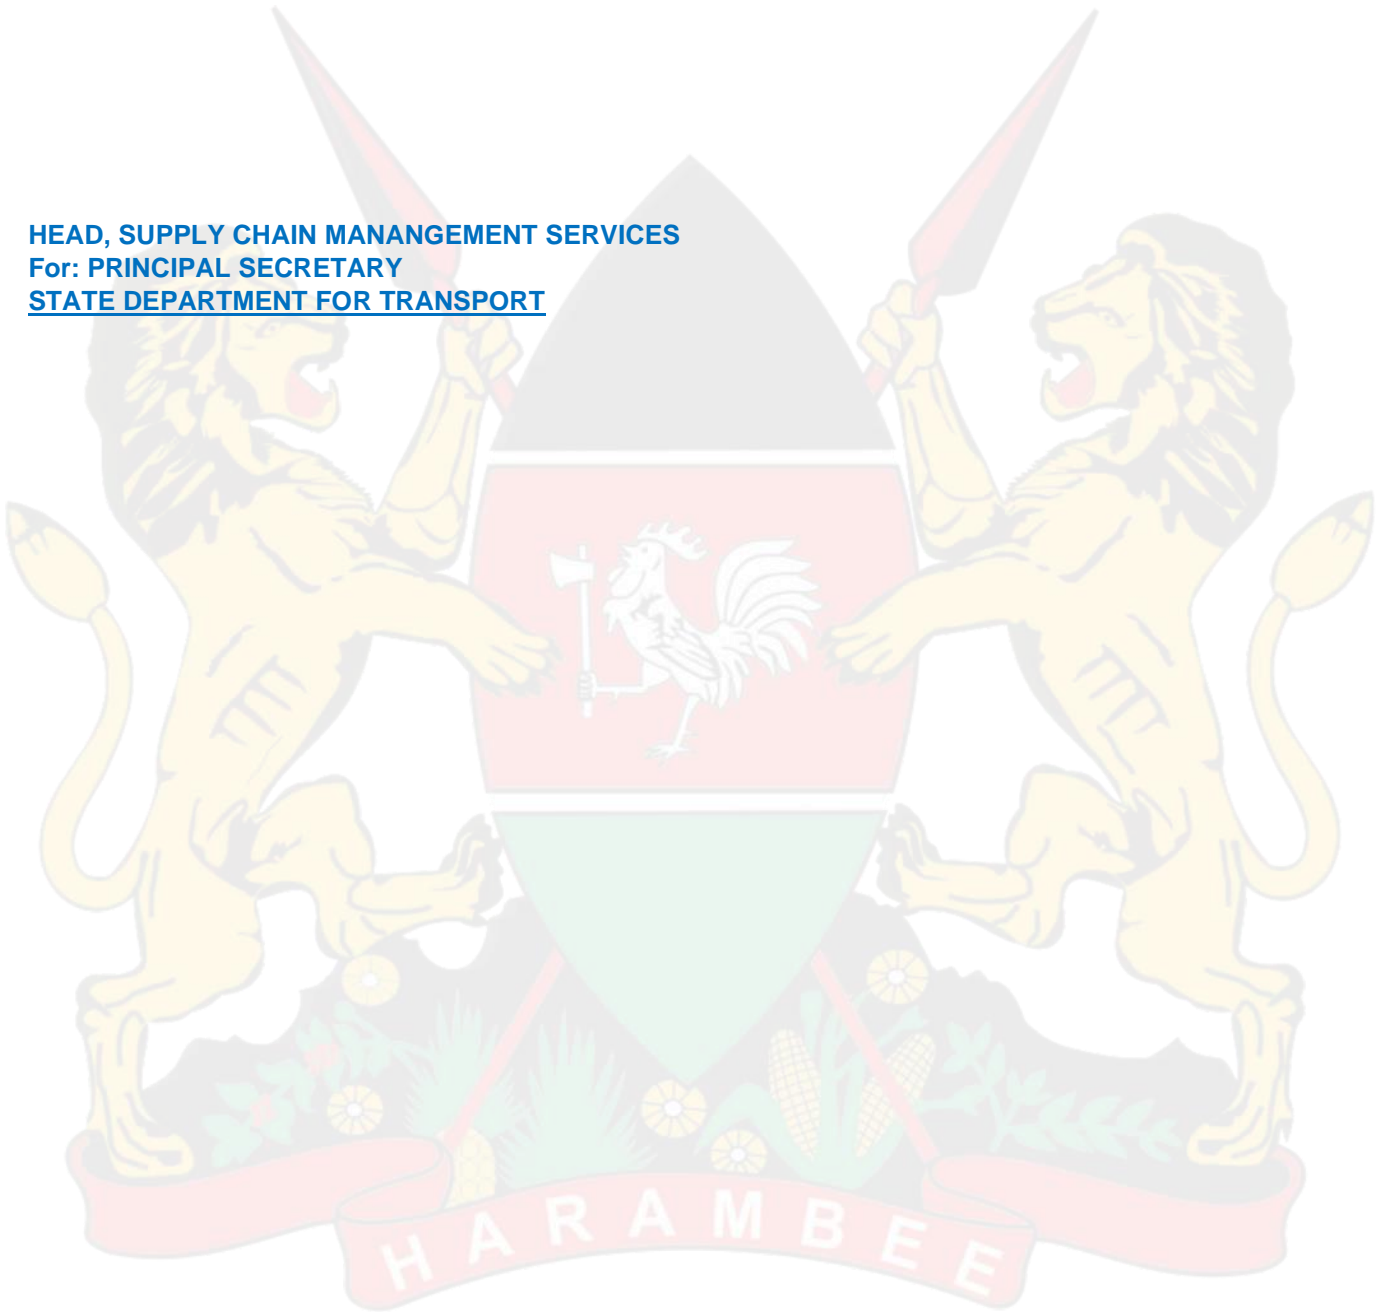 HEAD, SUPPLY CHAIN MANANGEMENT SERVICES
For: PRINCIPAL SECRETARY
STATE DEPARTMENT FOR TRANSPORT
HARAMBEE